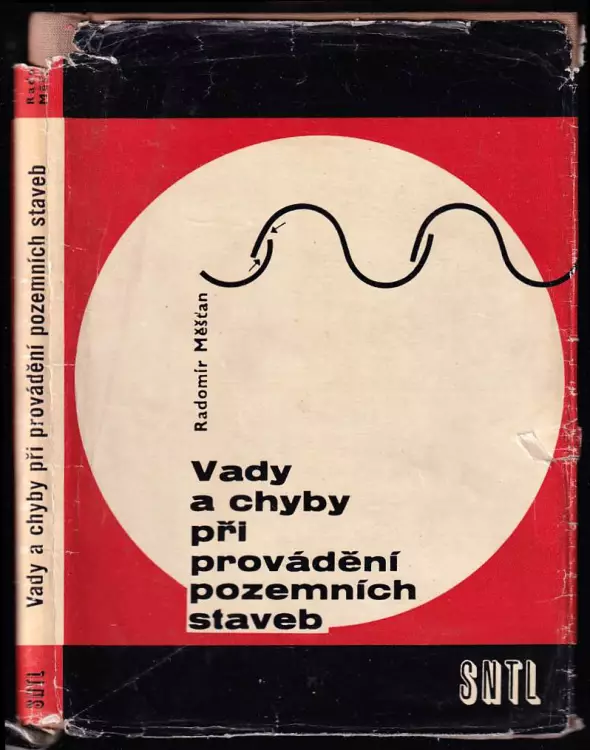 Radomír Měšťan
Vady
a chyby
při
provádění
pozemních
staveb
SNTL
Vady a chyby při provádění pozemních staveb
SNTL